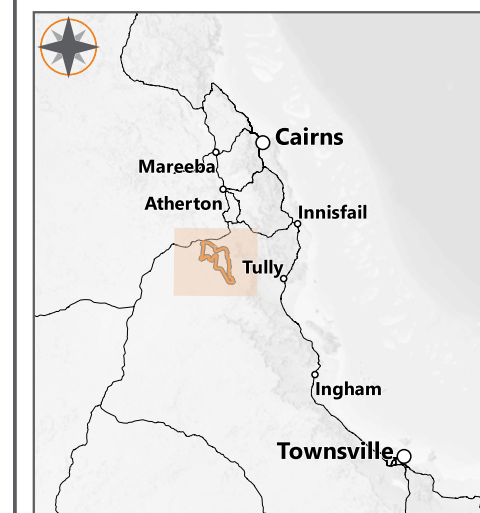 Cairns
Mareeba
Atherton
Innisfail
Tully
Ingham
Townsville